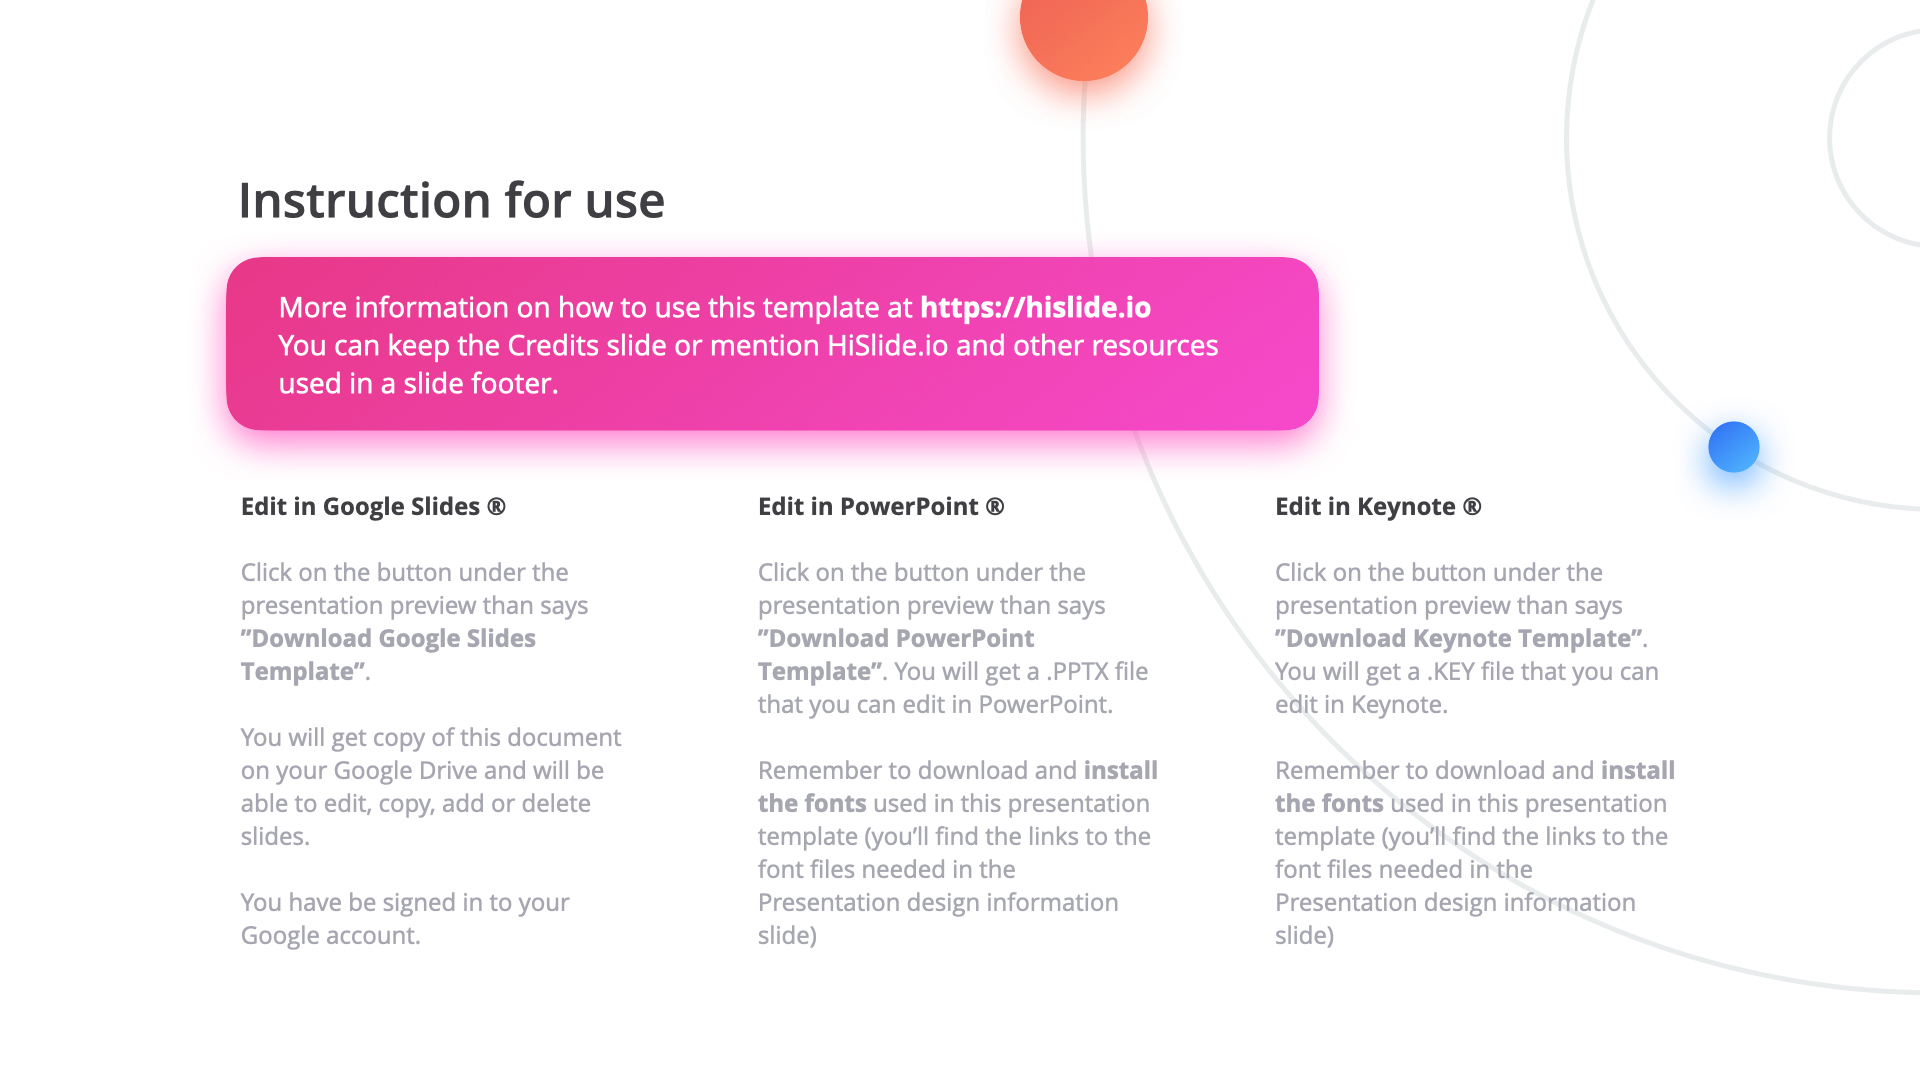 Instruction for use
More information on how to use this template at https://hislide.io
You can keep the Credits slide or mention HiSlide.io and other resources
used in a slide footer.
Edit in Google Slides ®
Click on the button under the
presentation preview than says
”Download Google Slides
Template”.
You will get copy of this document
on your Google Drive and will be
able to edit, copy, add or delete
slides.
You have be signed in to your
Google account.
Edit in PowerPoint ®
Click on the button under the
presentation preview than says
”Download PowerPoint
Template”. You will get a .PPTX file
that you can edit in PowerPoint.
Remember to download and install
the fonts used in this presentation
template (you’ll find the links to the
font files needed in the
Presentation design information
slide)
Edit in Keynote ®
Click on the button under the
presentation preview than says
”Download Keynote Template”.
You will get a .KEY file that you can
edit in Keynote.
Remember to download and install
the fonts used in this presentation
template (you’ll find the links to the
font files needed in the
Presentation design information
slide)